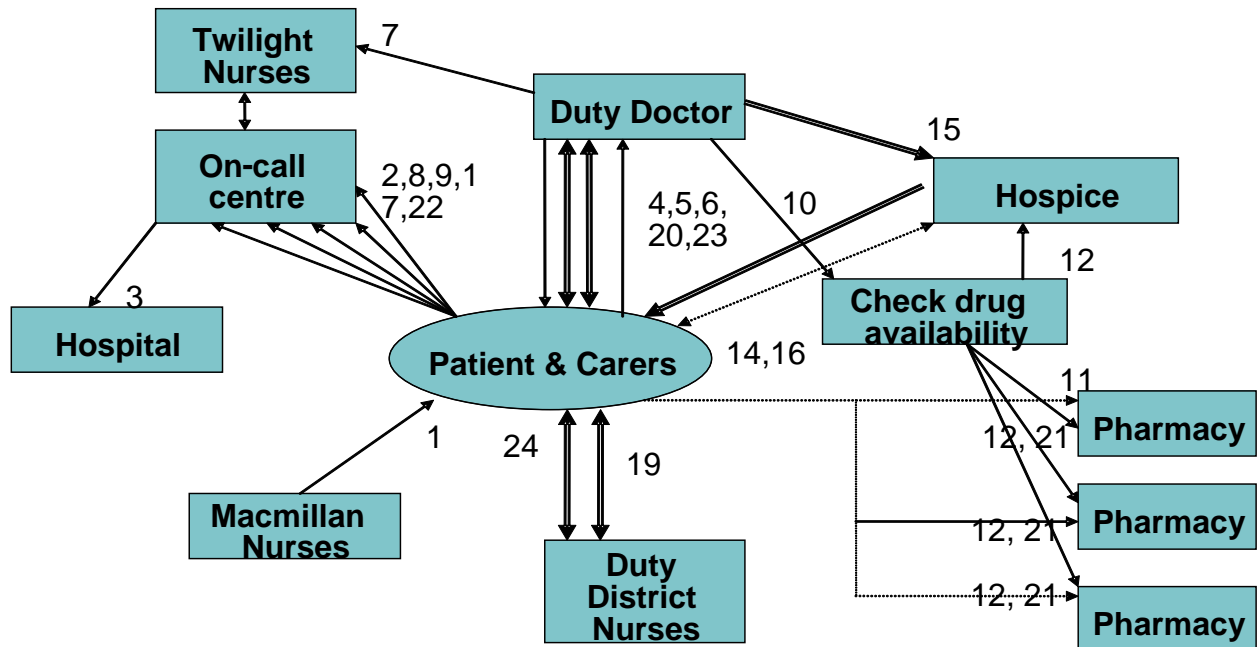 Twilight
Nurses
7
Duty Doctor
15
On-call
centre
2,8,9,1
7,22
4,5,6,
20,23
10
Hospice
12
3
Hospital
Check drug
availability
Patient & Carers
14,16
11
Pharmacy
12, 21
1
24
19
Macmillan
Nurses
Pharmacy
12, 21
Duty
District
Nurses
12, 21
Pharmacy